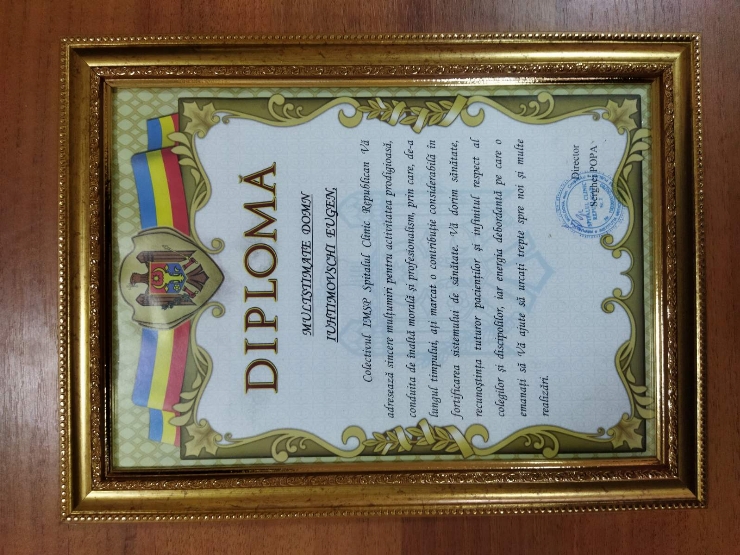 DIPLOMĂ
MULTSTIMATE DOMN
IUHTIMOVSCHI EUGEN,
Colectivul IMSP Spitalul Clinic Republican Vă
adresează sincere mulțumiri pentru activitatea prodigioasă,
conduita de înaltă morală și profesionalism, prin care, de-a
lungul timpului, ați marcat o contribuție considerabilă în
fortificarea sistemului de sănătate. Vă dorim sănătate,
recunoștința tuturor pacienților și infinitul respect al
colegilor și discipolilor, iar energia debordantă pe care o
emanați să Vă ajute să urcați trepte spre noi și multe
realizări.
Director
Serghei POPA